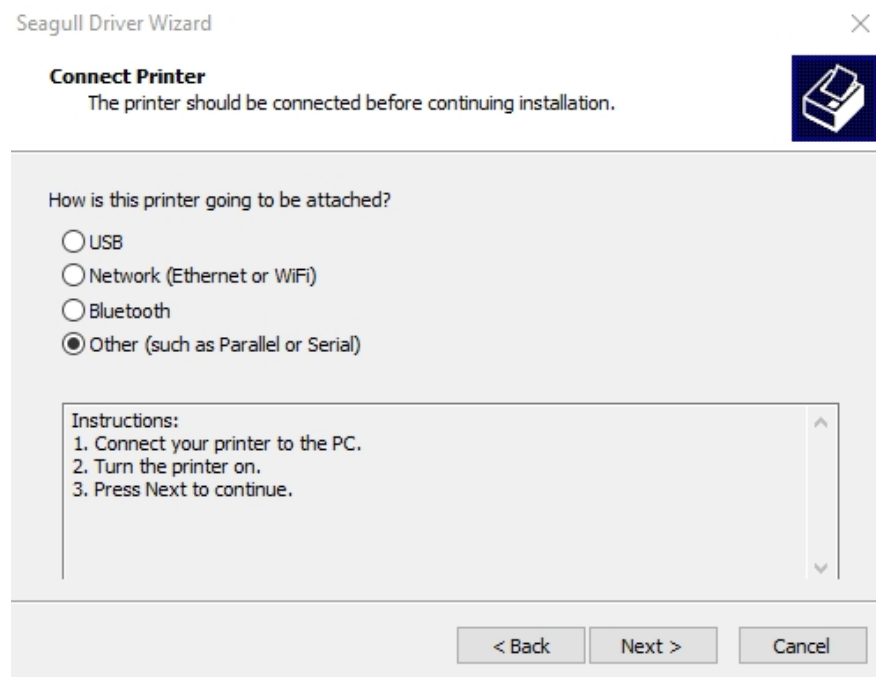 Seagull Driver Wizard
Connect Printer
The printer should be connected before continuing installation.
How is this printer going to be attached?
USB
Network (Ethernet or WiFi)
Bluetooth
Other (such as Parallel or Serial)
Instructions:
1. Connect your printer to the PC.
2. Turn the printer on.
3. Press Next to continue.
< Back
Next >
Cancel